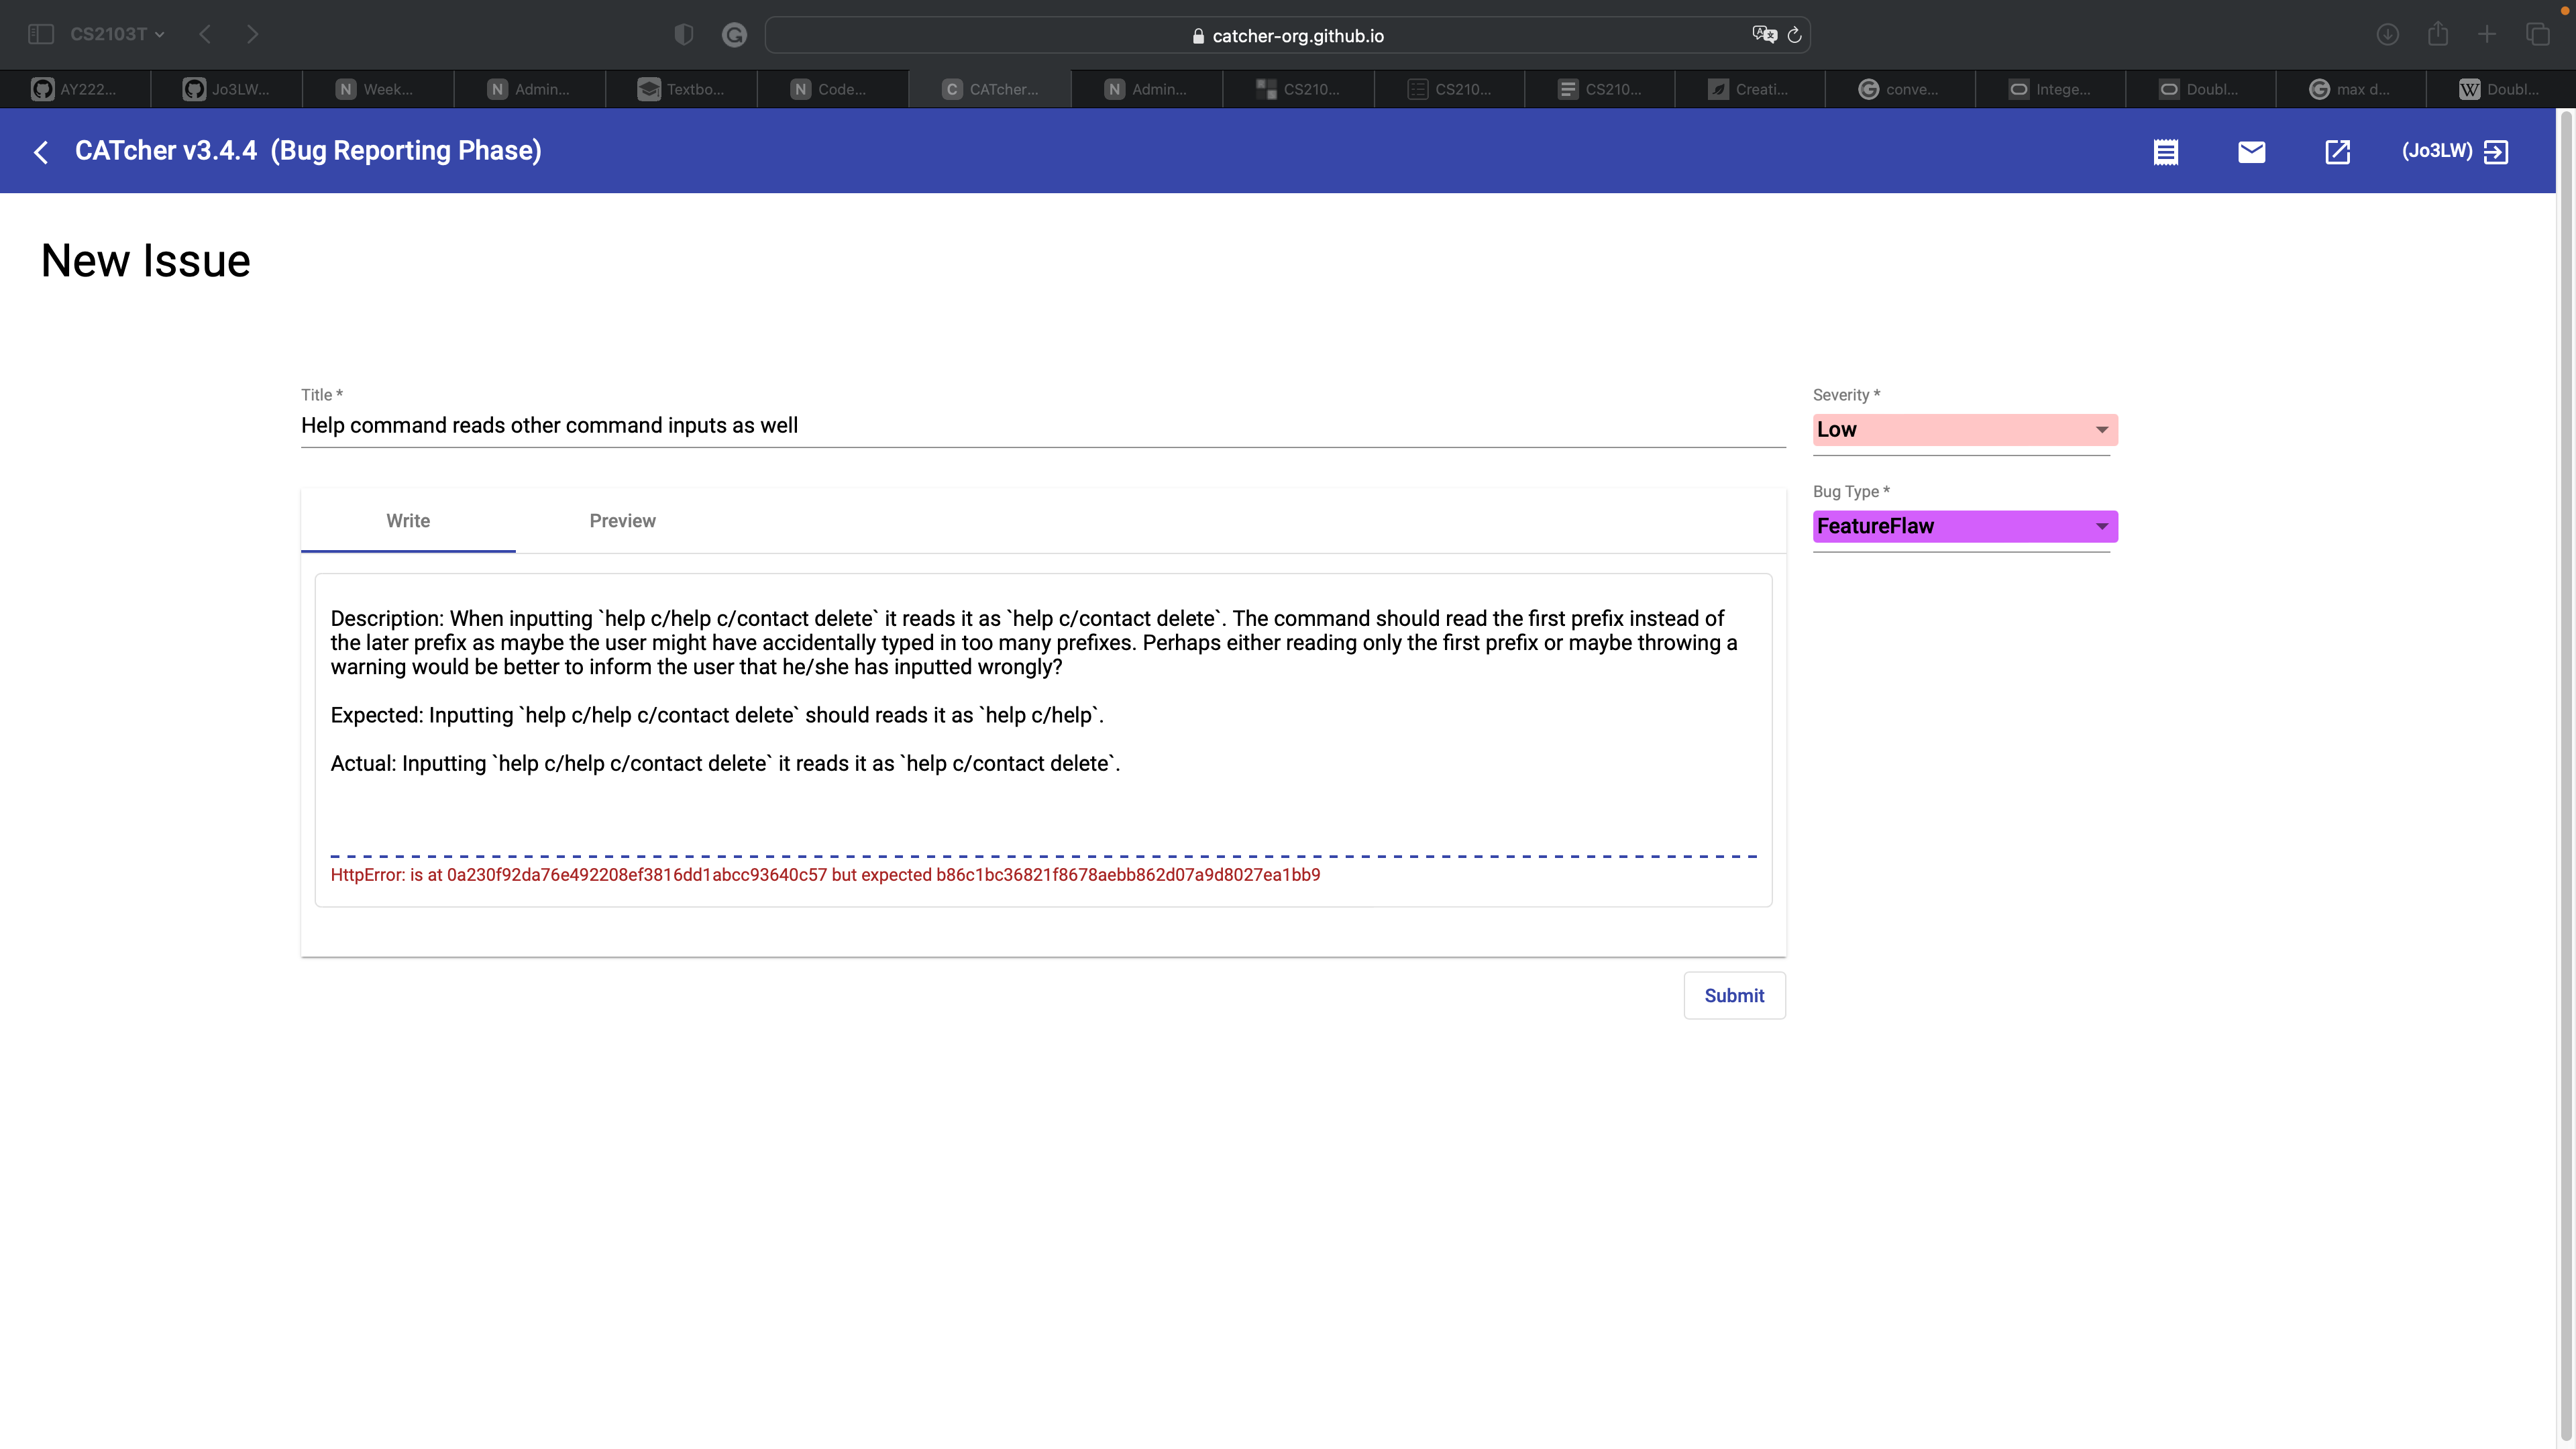 CS2103T
catcher-org.github.io
AY222...
Jo3LW...
Week...
Admin...
Textbo...
Code...
CATcher...
Admin...
CS210...
CS210...
CS210...
Creati...
conve...
Intege...
Doubl...
max d...
Doubl...
CATcher v3.4.4 (Bug Reporting Phase)
(Jo3LW)
New Issue
Title *
Help command reads other command inputs as well
Severity *
Low
Bug Type *
FeatureFlaw
Write
Preview
Description: When inputting `help c/help c/contact delete` it reads it as `help c/contact delete`. The command should read the first prefix instead of
the later prefix as maybe the user might have accidentally typed in too many prefixes. Perhaps either reading only the first prefix or maybe throwing a
warning would be better to inform the user that he/she has inputted wrongly?
Expected: Inputting `help c/help c/contact delete` should reads it as `help c/help`.
Actual: Inputting `help c/help c/contact delete` it reads it as `help c/contact delete`.
HttpError: is at 0a230f92da76e492208ef3816dd1abcc93640c57 but expected b86c1bc36821f8678aebb862d07a9d8027ea1bb9
Submit